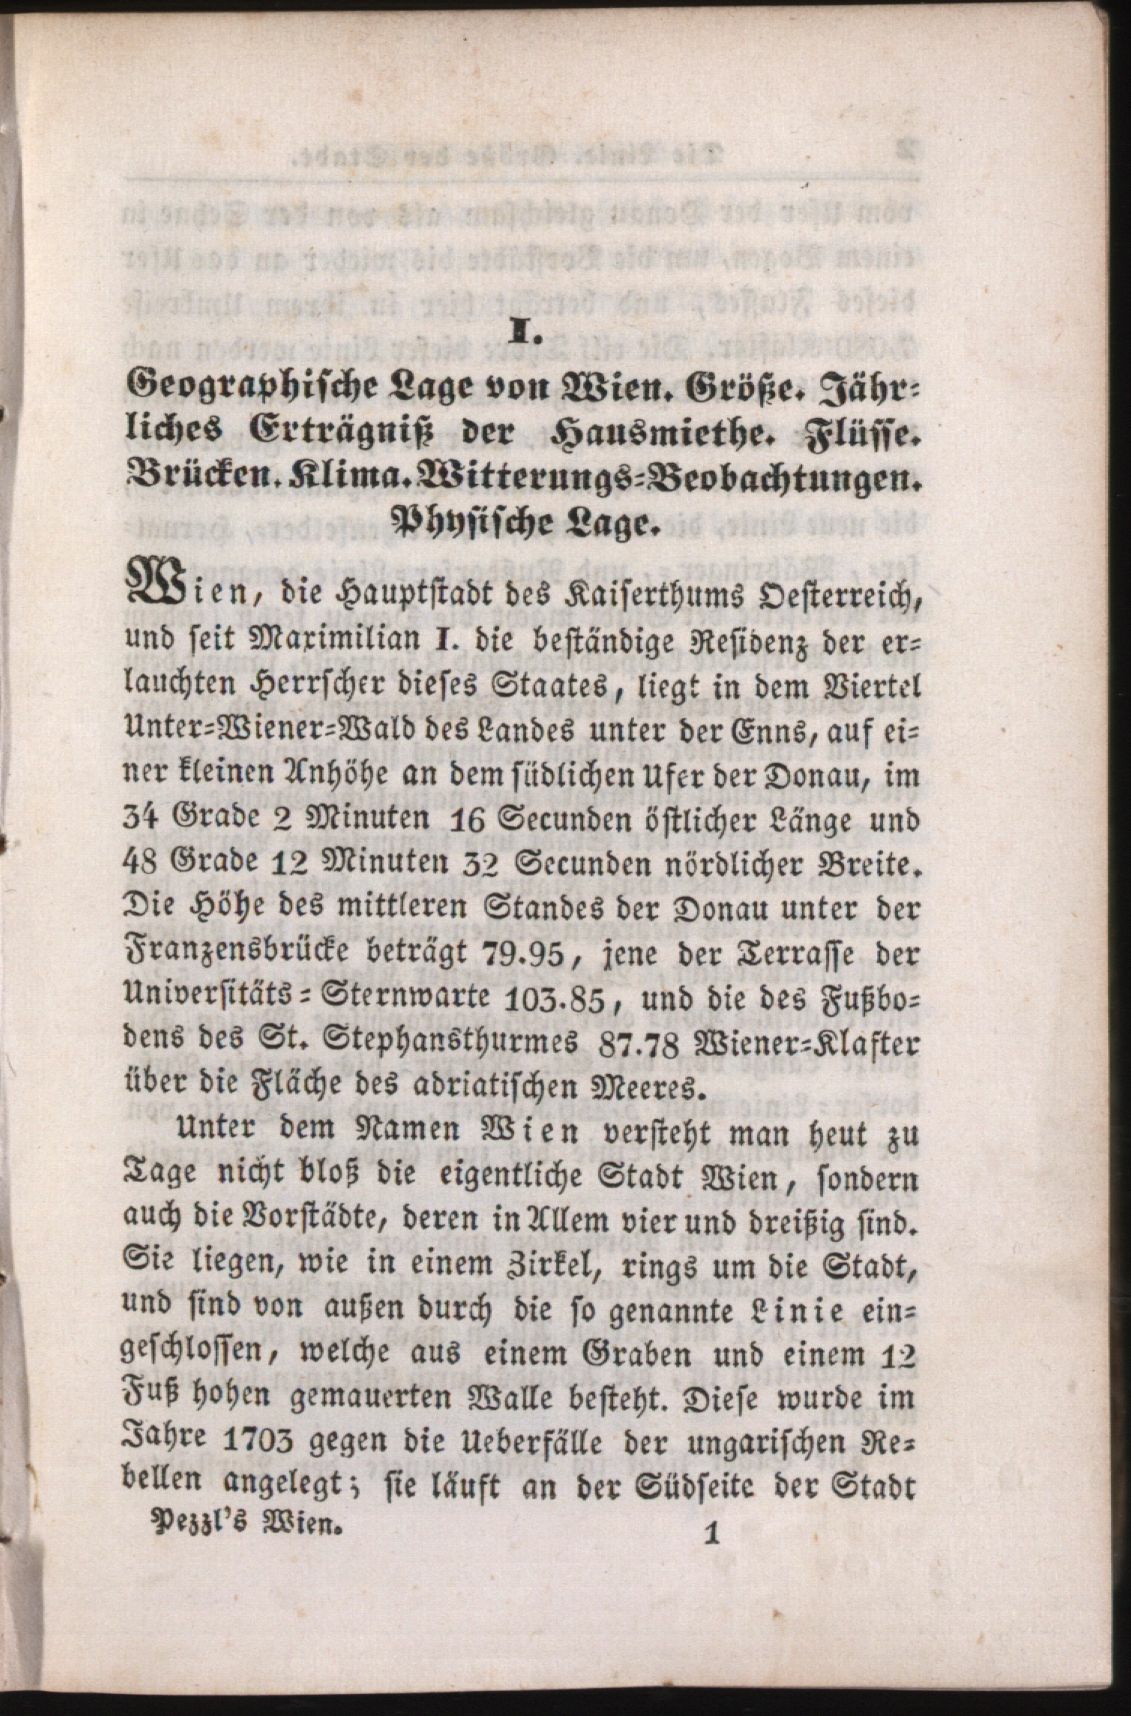 I.
Geographische Lage von Wien. Größe. Jähr-
liches Erträgniß der Hausmiethe. Flüsse.
Brücken. Klima. Witterungs-Beobachtungen.
Physische Lage.
Wien, die Hauptstadt des Kaiserthums Oesterreich,
und seit Maximilian I. die beständige Residenz der er-
lauchten Herrscher dieses Staates, liegt in dem Viertel
Unter-Wiener-Wald des Landes unter der Enns, auf ei-
ner kleinen Anhöhe an dem südlichen Ufer der Donau, im
34 Grade 2 Minuten 16 Secunden östlicher Länge und
48 Grade 12 Minuten 32 Secunden nördlicher Breite.
Die Höhe des mittleren Standes der Donau unter der
Franzensbrücke beträgt 79.95, jene der Terrasse der
Universitäts-Sternwarte 103.85, und die des Fußbo-
dens des St. Stephansthurmes 87.78 Wiener-Klafter
über die Fläche des adriatischen Meeres.
Unter dem Namen Wien versteht man heut zu
Tage nicht bloß die eigentliche Stadt Wien, sondern
auch die Vorstädte, deren in Allem vier und dreißig sind.
Sie liegen, wie in einem Zirkel, rings um die Stadt,
und sind von außen durch die so genannte Linie ein-
geschlossen, welche aus einem Graben und einem 12
Fuß hohen gemauerten Walle besteht. Diese wurde im
Jahre 1703 gegen die Ueberfälle der ungarischen Re-
bellen angelegt; sie läuft an der Südseite der Stadt
Pezzl's Wien. 1